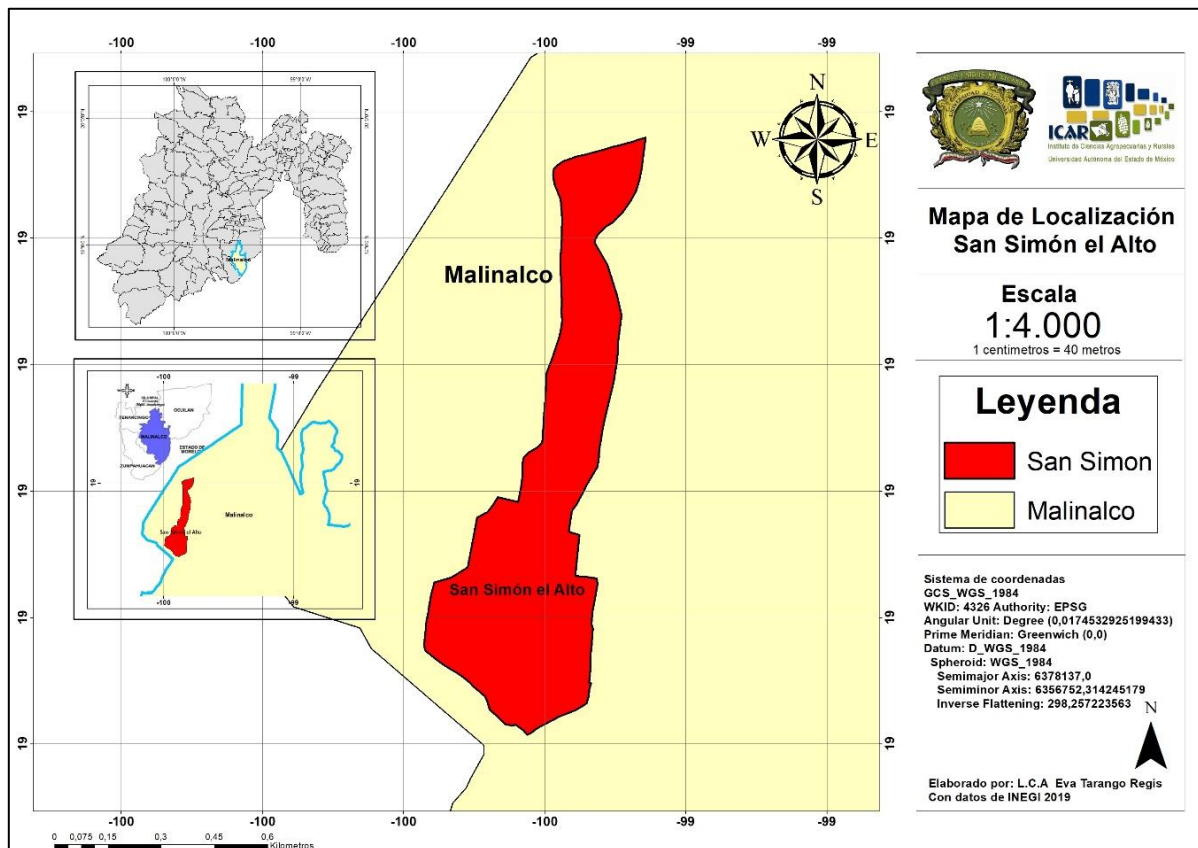 -100 -100 -100 -100 -99 -99
19 19
19 19
19 19
19 19
19 19
19 19
N
W E
S
Malinalco
Malinalco
-100 -99
19 19
OCUILAN
TENANCINGO
MALINALCO
ESTADO DE
MORELOS
ZUMPAHUACAN
Malinalco
San Simón el Alto
-100 -99
San Simón el Alto
-100 -100 -100 -100 -99 -99
0 0,075 0,15 0,3 0,45 0,6
Kilometros
ICAR
Instituto de Ciencias Agropecuarias y Rurales
Universidad Autónoma del Estado de México
Mapa de Localización
San Simón el Alto
Escala
1:4.000
1 centimetros = 40 metros
Leyenda
San Simon
Malinalco
Sistema de coordenadas
GCS_WGS_1984
WKID: 4326 Authority: EPSG
Angular Unit: Degree (0,0174532925199433)
Prime Meridian: Greenwich (0,0)
Datum: D_WGS_1984
Spheroid: WGS_1984
Semimajor Axis: 6378137,0
Semiminor Axis: 6356752,314245179
Inverse Flattening: 298,257223563
N
Elaborado por: L.C.A Eva Tarango Regis
Con datos de INEGI 2019